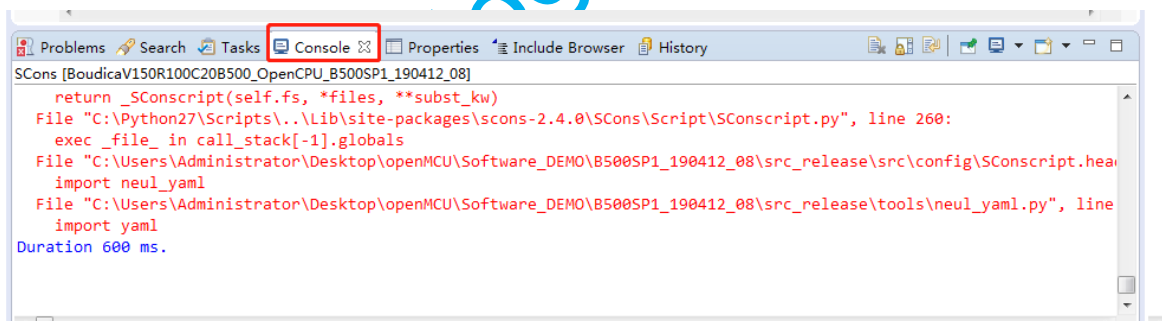 Problems Search Tasks Console Properties Include Browser History
SCons [BoudicaV150R100C20B500_OpenCPU_B500SP1_190412_08]
return _SConscript(self.fs, *files, **subst_kw)
File "C:\Python27\Scripts\..\Lib\site-packages\scons-2.4.0\SCons\Script\SConscript.py", line 260:
exec _file_ in call_stack[-1].globals
File "C:\Users\Administrator\Desktop\openMCU\Software_DEMO\B500SP1_190412_08\src_release\src\config\SConscript.hea
import neul_yaml
File "C:\Users\Administrator\Desktop\openMCU\Software_DEMO\B500SP1_190412_08\src_release\tools\neul_yaml.py", line
import yaml
Duration 600 ms.